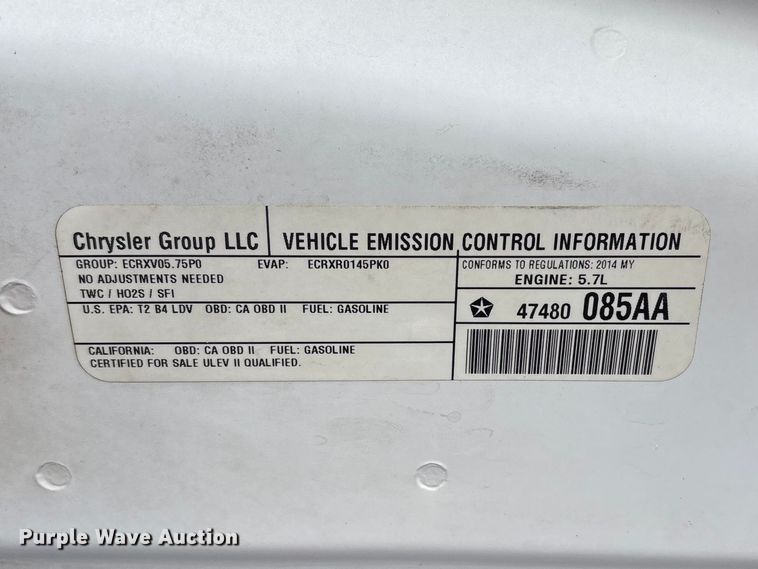 Chrysler Group LLC VEHICLE EMISSION CONTROL INFORMATION
GROUP: ECRXV05.75P0 EVAP: ECRXR0145PK0
NO ADJUSTMENTS NEEDED
TWC / HO2S / SFI
CONFORMS TO REGULATIONS: 2014 MY
ENGINE: 5.7L
U.S. EPA: T2 B4 LDV OBD: CA OBD II FUEL: GASOLINE
47480 085AA
CALIFORNIA: OBD: CA OBD II FUEL: GASOLINE
CERTIFIED FOR SALE ULEV II QUALIFIED.
Purple Wave Auction